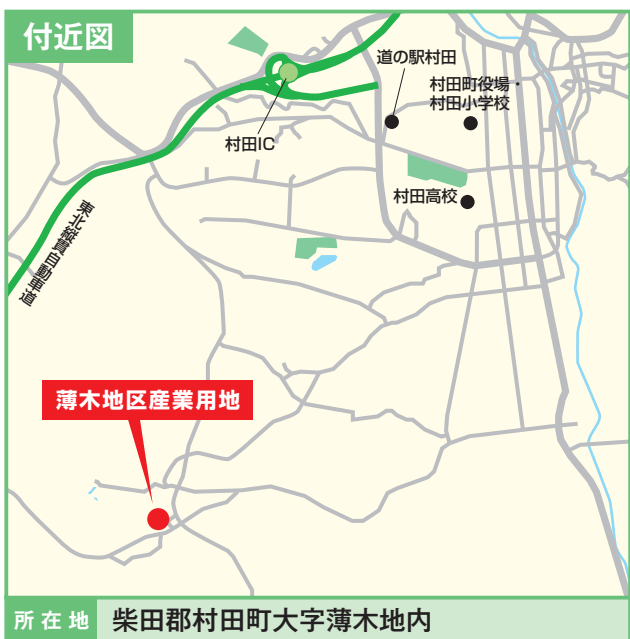 付近図
道の駅村田
村田町役場・
村田小学校
村田IC
村田高校
東北縦貫自動車道
薄木地区産業用地
所在地 柴田郡村田町大字薄木地内